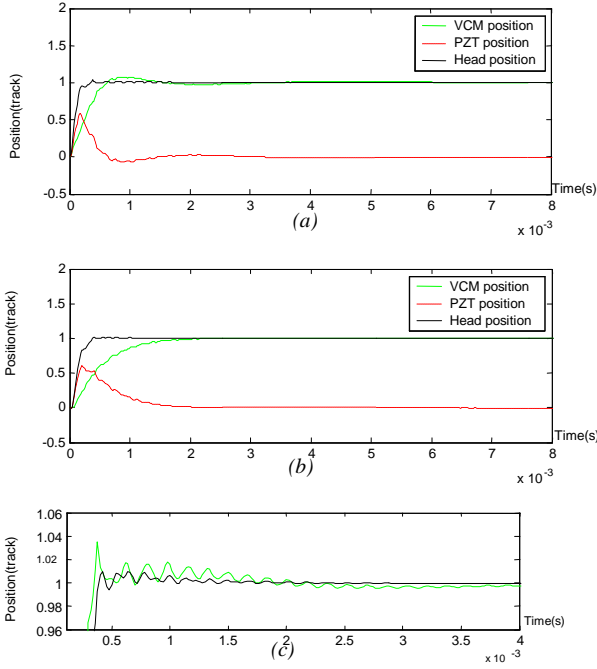 2
1.5
1
0.5
0
-0.5
Position(track)
VCM position
PZT position
Head position
0 1 2 3 4 5 6 7 8
Time(s)
x 10⁻³
(a)
2
1.5
1
0.5
0
-0.5
Position(track)
VCM position
PZT position
Head position
0 1 2 3 4 5 6 7 8
Time(s)
x 10⁻³
(b)
1.06
1.04
1.02
1
0.98
0.96
Position(track)
Time(s)
0.5 1 1.5 2 2.5 3 3.5 4
x 10⁻³
(c)